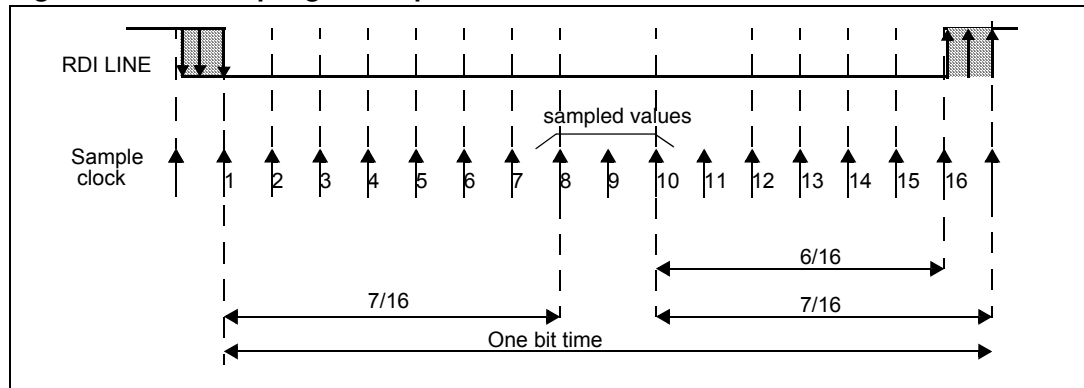 RDI LINE
sampled values
Sample
clock
1 2 3 4 5 6 7 8 9 10 11 12 13 14 15 16
6/16
7/16
7/16
One bit time